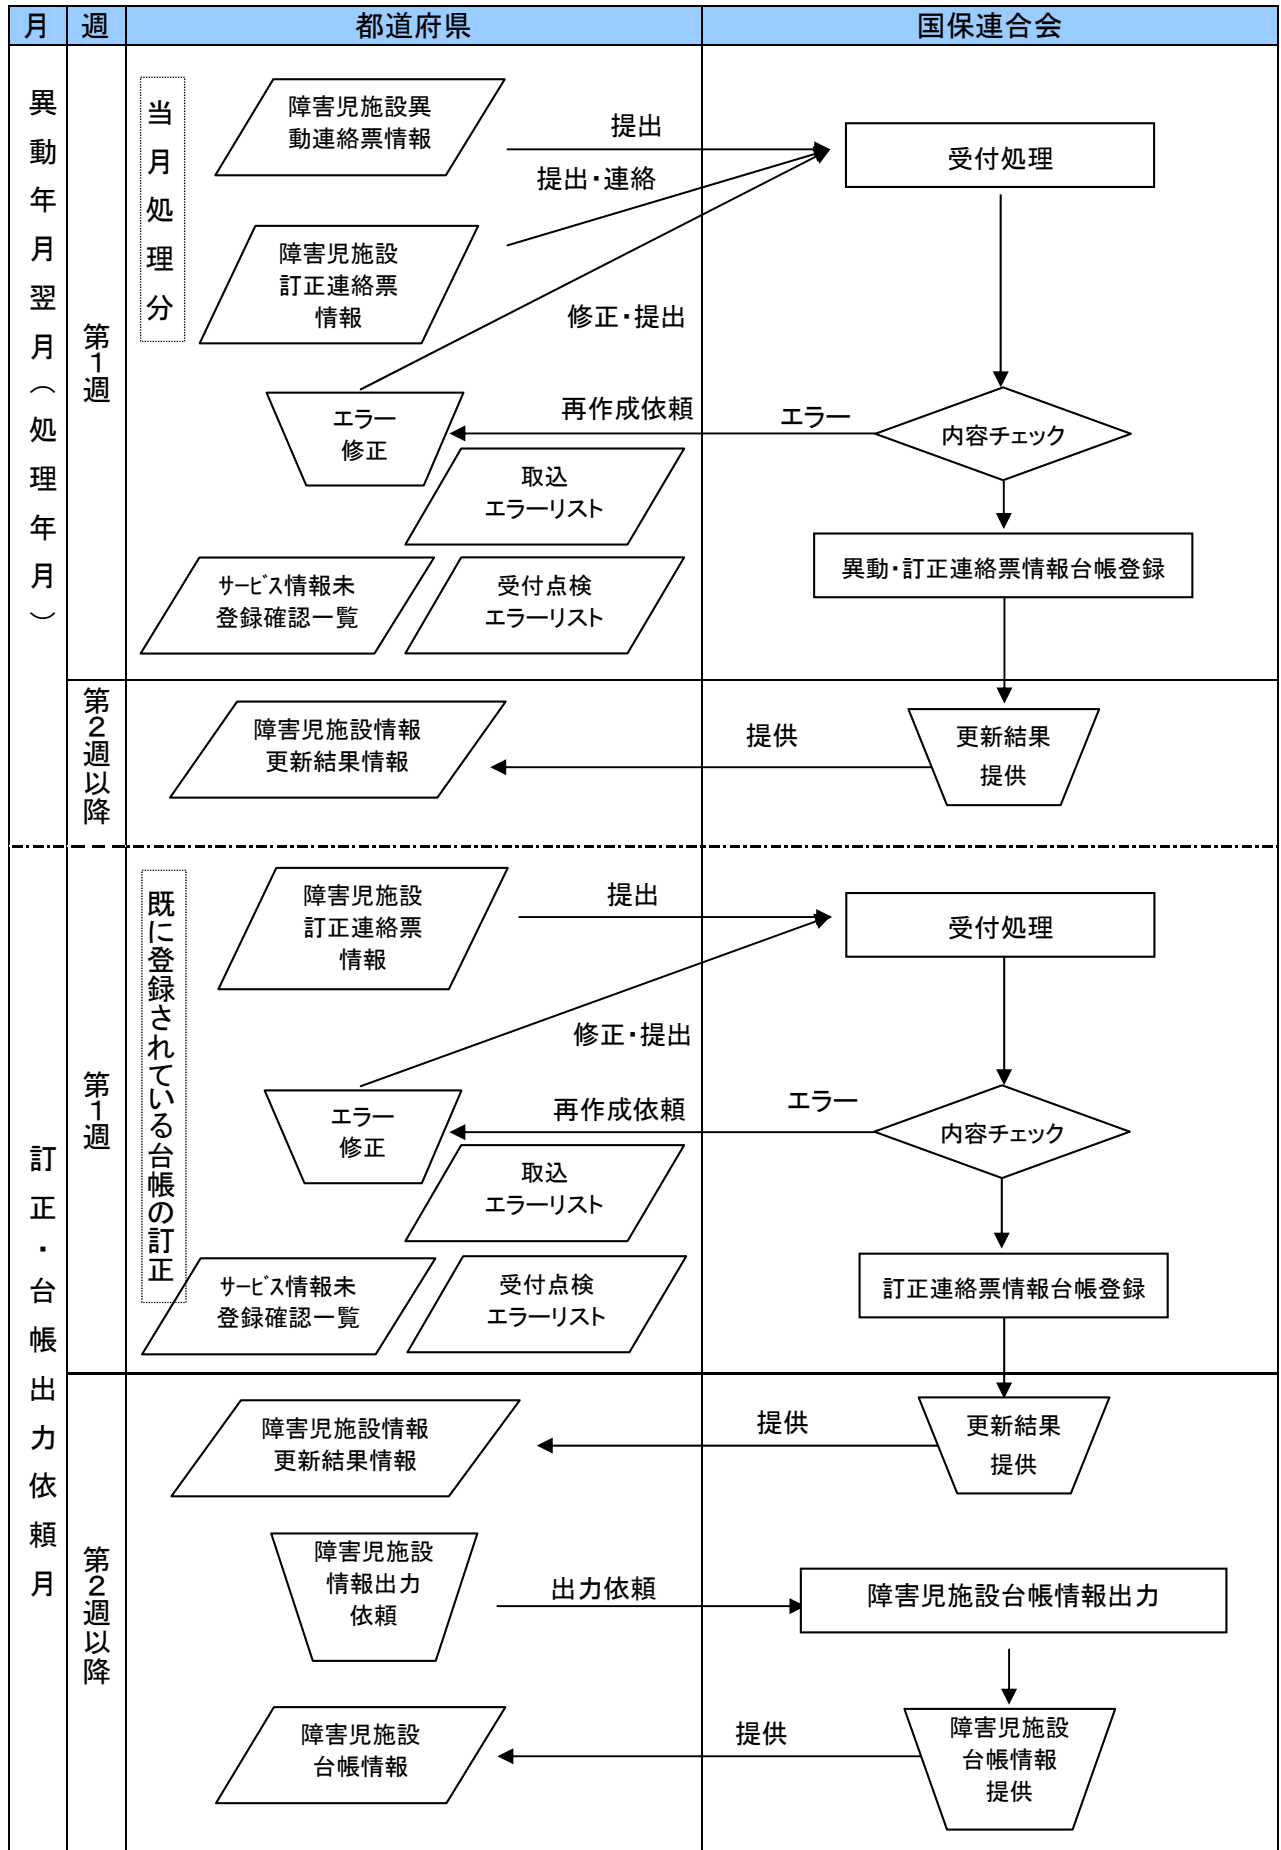 月
週
都道府県
国保連合会
異動年月翌月（処理年月）
第1週
当月処理分
障害児施設異
動連絡票情報
提出
受付処理
提出・連絡
障害児施設
訂正連絡票
情報
修正・提出
エラー
修正
再作成依頼
エラー
内容チェック
取込
エラーリスト
異動・訂正連絡票情報台帳登録
ｻｰﾋﾞｽ情報未
登録確認一覧
受付点検
エラーリスト
第2週以降
障害児施設情報
更新結果情報
提供
更新結果
提供
訂正・台帳出力依頼月
第1週
既に登録されている台帳の訂正
障害児施設
訂正連絡票
情報
提出
受付処理
修正・提出
エラー
修正
再作成依頼
エラー
内容チェック
取込
エラーリスト
訂正連絡票情報台帳登録
ｻｰﾋﾞｽ情報未
登録確認一覧
受付点検
エラーリスト
第2週以降
障害児施設情報
更新結果情報
提供
更新結果
提供
障害児施設
情報出力
依頼
出力依頼
障害児施設台帳情報出力
障害児施設
台帳情報
提供
障害児施設
台帳情報
提供